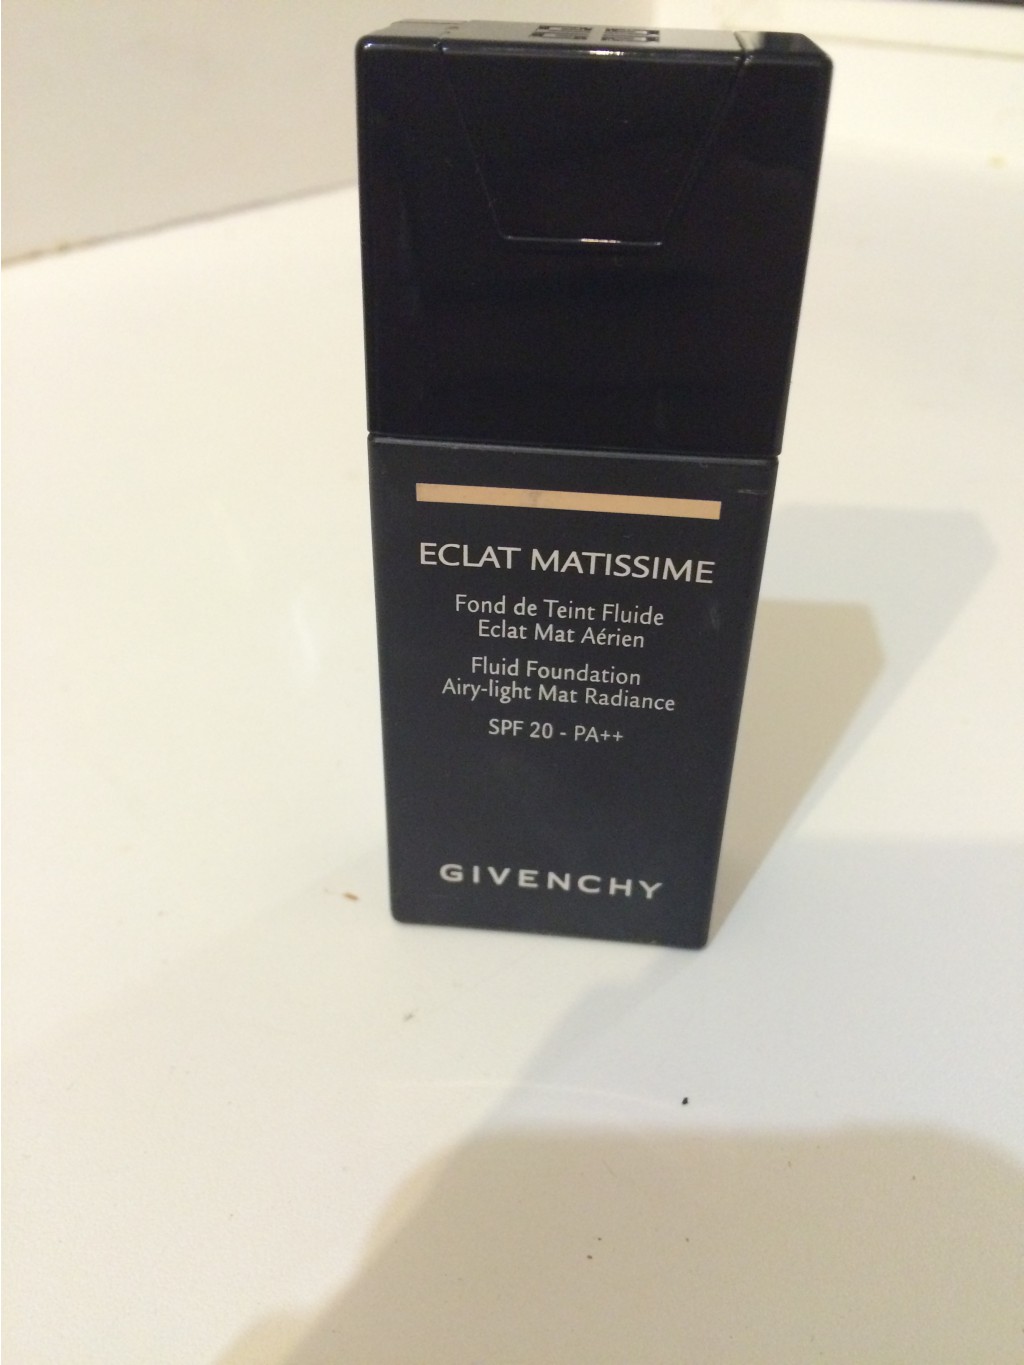 ECLAT MATISSIME
Fond de Teint Fluide
Eclat Mat Aérien
Fluid Foundation
Airy-light Mat Radiance
SPF 20 - PA++
GIVENCHY